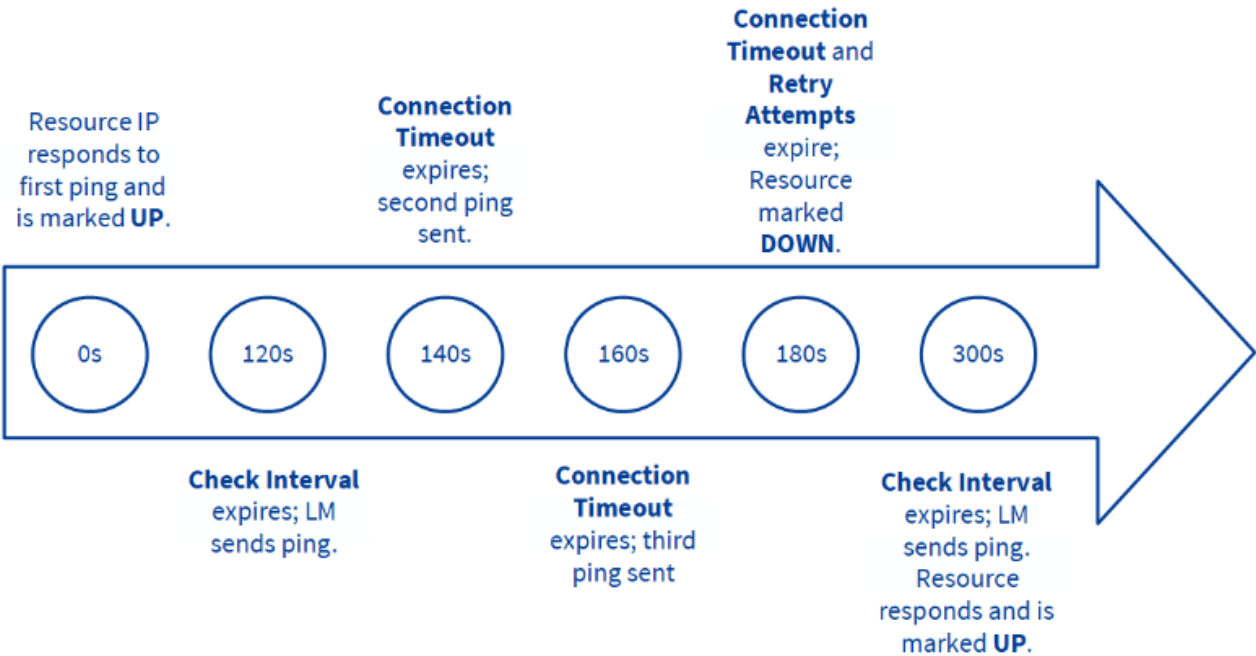 Resource IP
responds to
first ping and
is marked UP.
Connection
Timeout
expires;
second ping
sent.
Connection
Timeout and
Retry
Attempts
expire;
Resource
marked
DOWN.
0s
120s
140s
160s
180s
300s
Check Interval
expires; LM
sends ping.
Connection
Timeout
expires; third
ping sent
Check Interval
expires; LM
sends ping.
Resource
responds and is
marked UP.